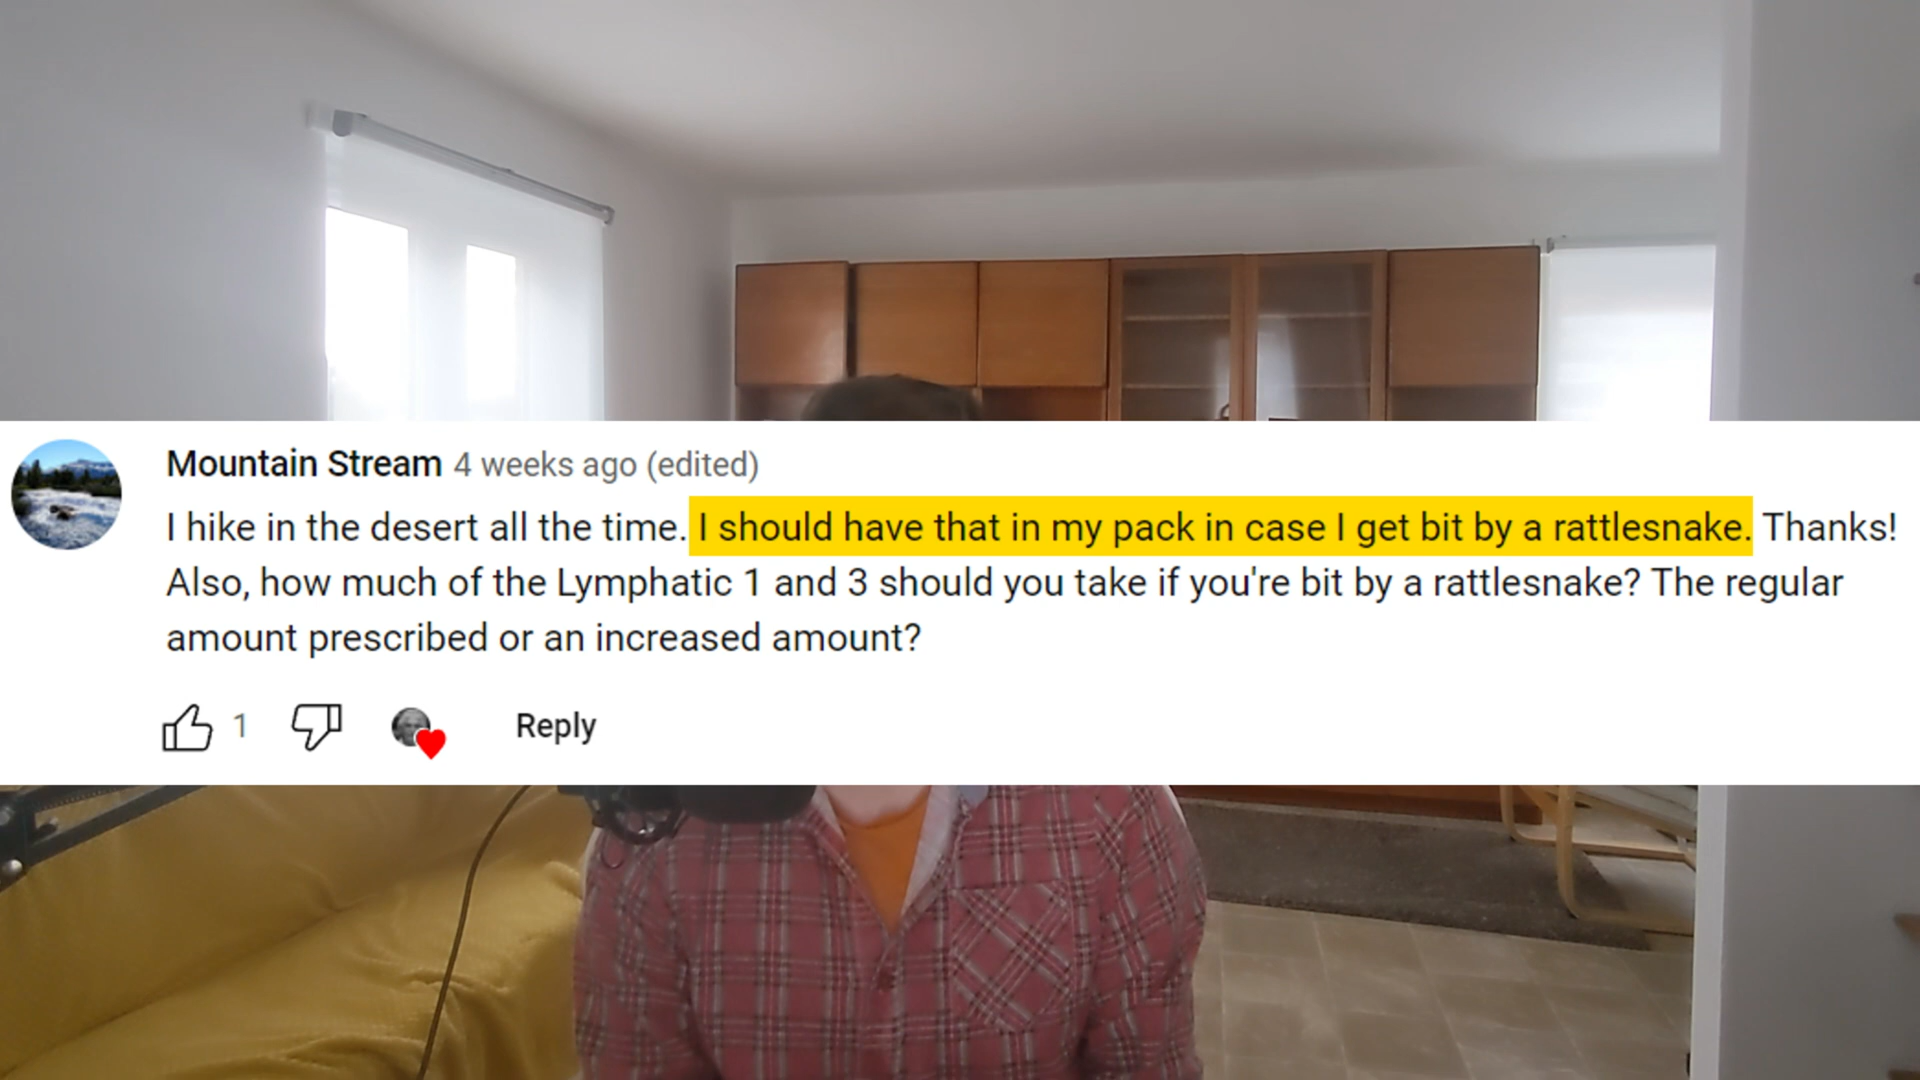 Mountain Stream 4 weeks ago (edited)
I hike in the desert all the time. I should have that in my pack in case I get bit by a rattlesnake. Thanks!
Also, how much of the Lymphatic 1 and 3 should you take if you're bit by a rattlesnake? The regular
amount prescribed or an increased amount?
1 Reply